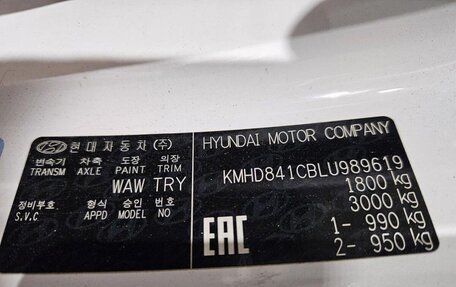 현대자동차(주)
변속기 차축 도장 의장
TRANSM AXLE PAINT TRIM
WAW TRY
정비부호 형식 승인 번호
S.V.C. APPD MODEL NO
HYUNDAI MOTOR COMPANY
KMHD841CBLU989619
1800 kg
3000 kg
1- 990 kg
2- 950 kg
EAC